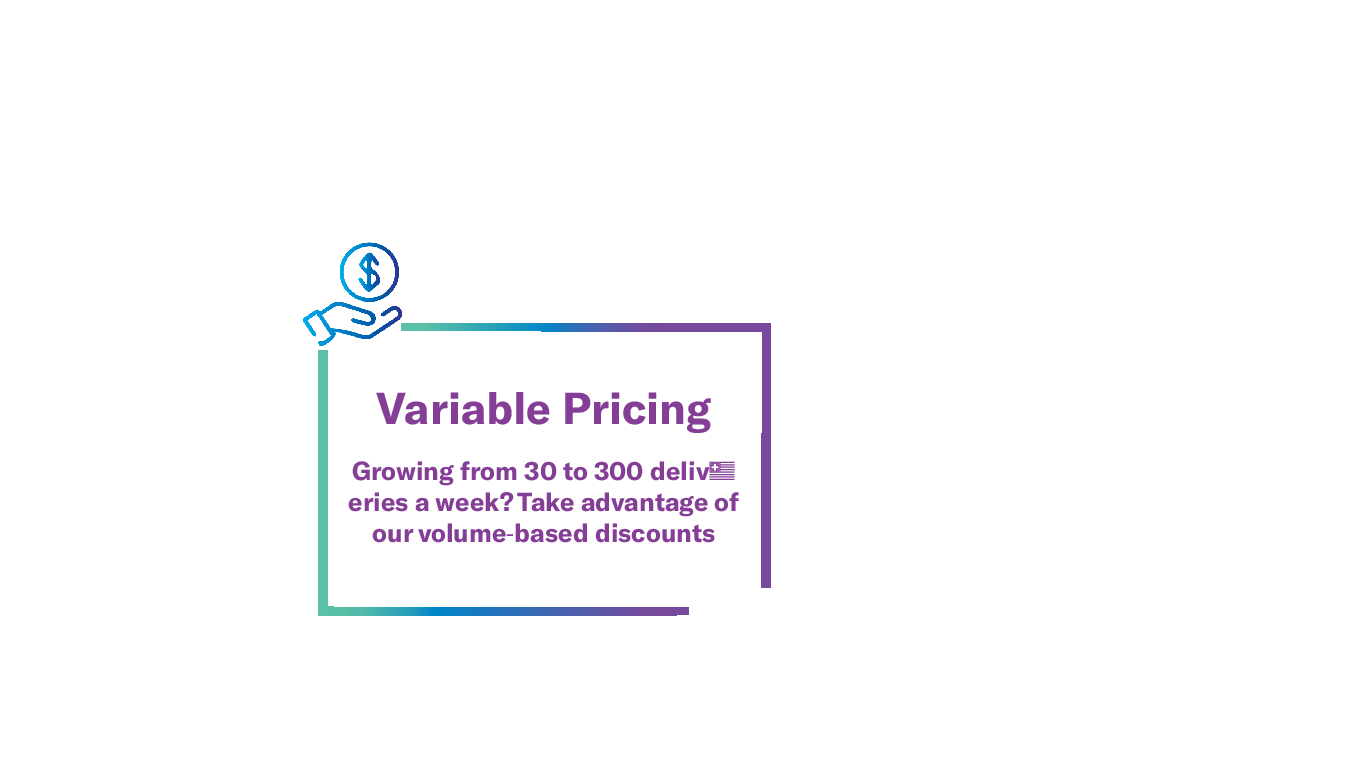 Variable Pricing
Growing from 30 to 300 deliv
eries a week? Take advantage of
our volume-based discounts